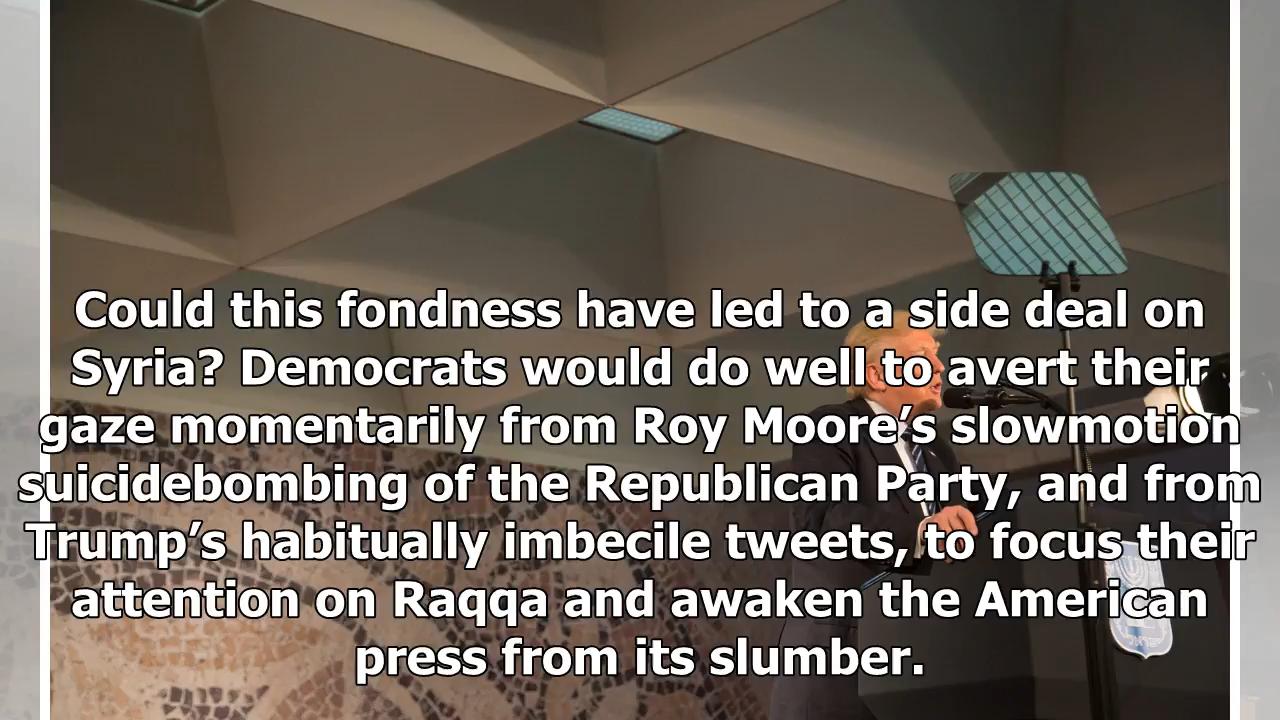 Could this fondness have led to a side deal on
Syria? Democrats would do well to avert their
gaze momentarily from Roy Moore’s slowmotion
suicidebombing of the Republican Party, and from
Trump’s habitually imbecile tweets, to focus their
attention on Raqqa and awaken the American
press from its slumber.
ישראל